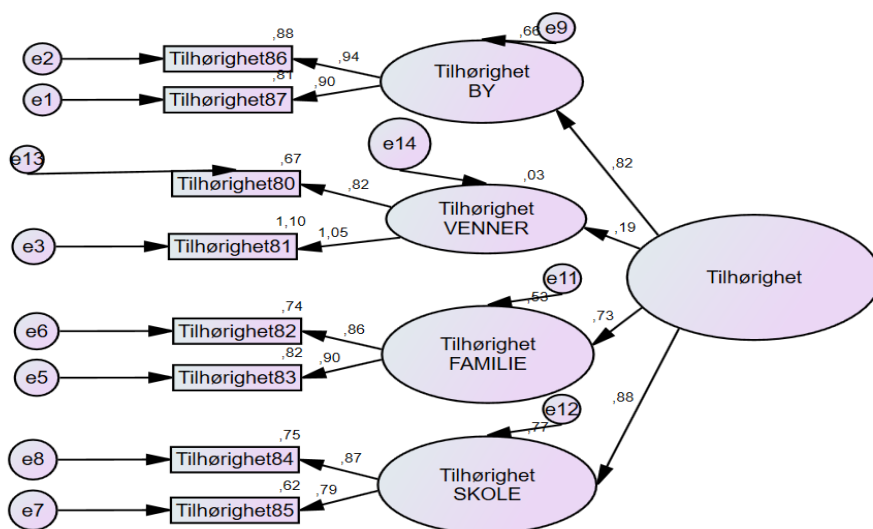 ,88
,66
e9
e2
Tilhørighet86
,94
Tilhørighet
BY
,81
e1
Tilhørighet87
,90
e14
e13
,67
,03
,82
Tilhørighet80
,82
Tilhørighet
VENNER
,19
1,10
e3
Tilhørighet81
1,05
Tilhørighet
e11
,53
,74
e6
Tilhørighet82
,86
,73
Tilhørighet
FAMILIE
,82
e5
Tilhørighet83
,90
e12
,77
,88
,75
e8
Tilhørighet84
,87
Tilhørighet
SKOLE
,62
e7
Tilhørighet85
,79